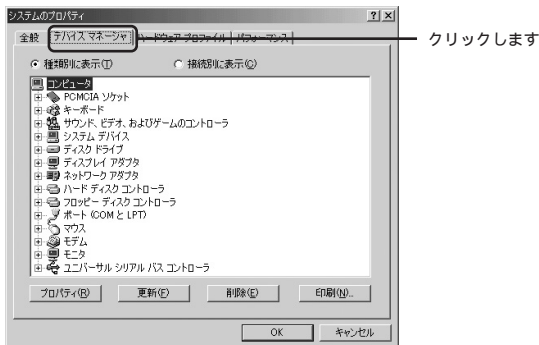 システムのプロパティ
全般 デバイス マネージャ ハードウェア プロファイル パフォーマンス
クリックします
種類別に表示(T) 接続別に表示(C)
コンピュータ
PCMCIA ソケット
キーボード
サウンド、ビデオ、およびゲームのコントローラ
システム デバイス
ディスク ドライブ
ディスプレイ アダプタ
ネットワーク アダプタ
ハード ディスク コントローラ
フロッピー ディスク コントローラ
ポート (COM と LPT)
マウス
モデム
モニタ
ユニバーサル シリアル バス コントローラ
プロパティ(R) 更新(F) 削除(E) 印刷(N)...
OK キャンセル